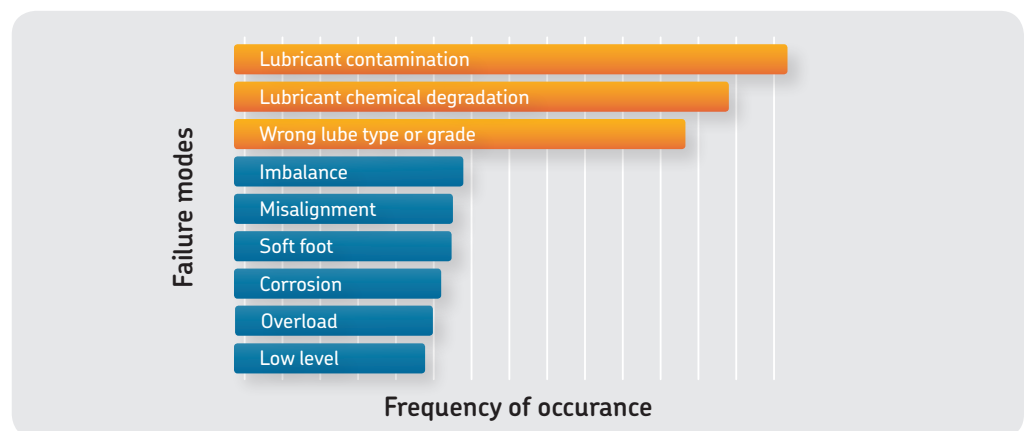 Failure modes
Lubricant contamination
Lubricant chemical degradation
Wrong lube type or grade
Imbalance
Misalignment
Soft foot
Corrosion
Overload
Low level
Frequency of occurance